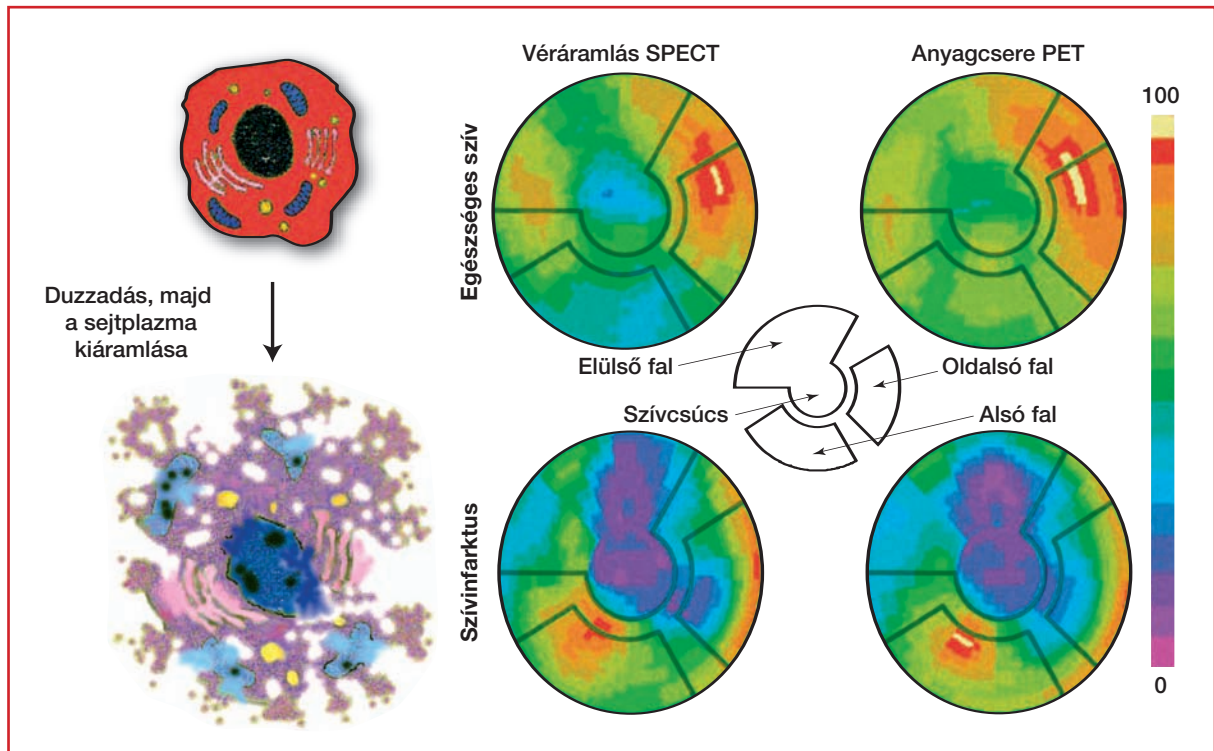 Véráramlás SPECT
Anyagcsere PET
100
Egészséges szív
Duzzadás, majd
a sejtplazma
kiáramlása
Elülső fal
Oldalsó fal
Szívcsúcs
Alsó fal
Szívinfarktus
0